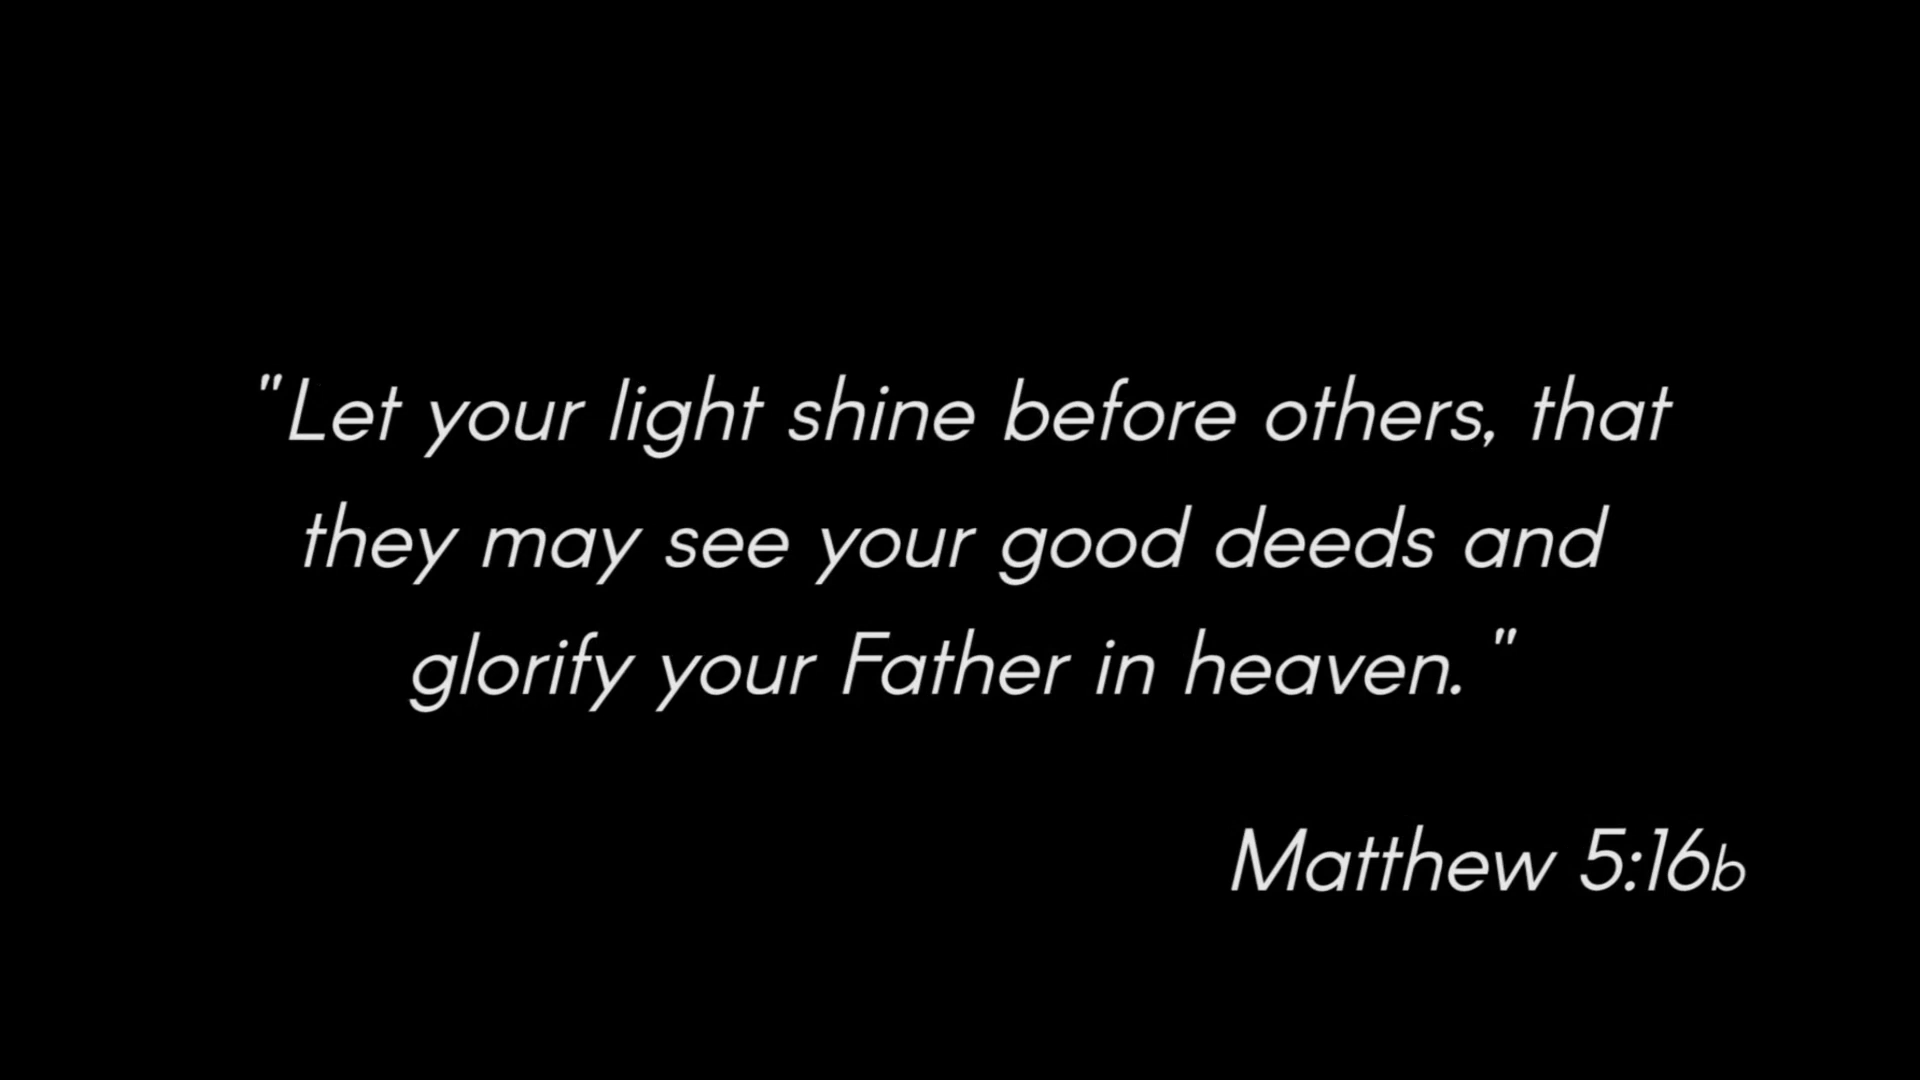 "Let your light shine before others, that
they may see your good deeds and
glorify your Father in heaven."
Matthew 5:16b